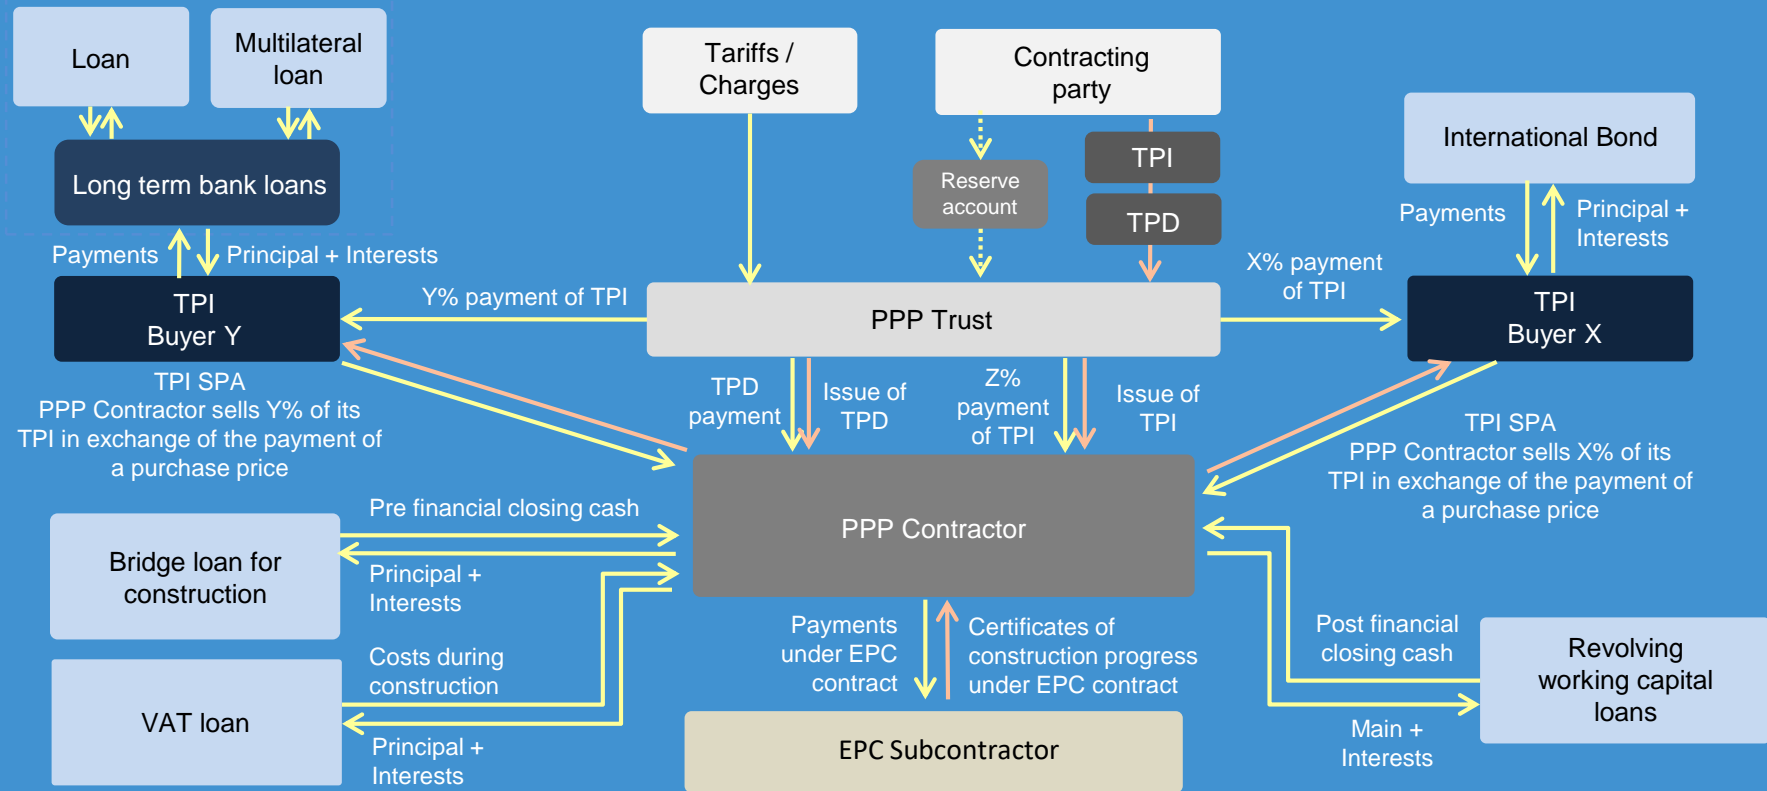 Loan
Multilateral
loan
Tariffs /
Charges
Contracting
party
International Bond
TPI
Reserve
account
TPD
Long term bank loans
Payments
Principal + Interests
Payments
Principal +
Interests
TPI
Buyer Y
Y% payment of TPI
PPP Trust
X% payment
of TPI
TPI
Buyer X
TPI SPA
PPP Contractor sells Y% of its
TPI in exchange of the payment of
a purchase price
TPD
payment
Issue of
TPD
Z%
payment
of TPI
Issue of
TPI
TPI SPA
PPP Contractor sells X% of its
TPI in exchange of the payment of
a purchase price
Pre financial closing cash
PPP Contractor
Bridge loan for
construction
Principal +
Interests
Costs during
construction
VAT loan
Principal +
Interests
Payments
under EPC
contract
Certificates of
construction progress
under EPC contract
Post financial
closing cash
Revolving
working capital
loans
Main +
Interests
EPC Subcontractor